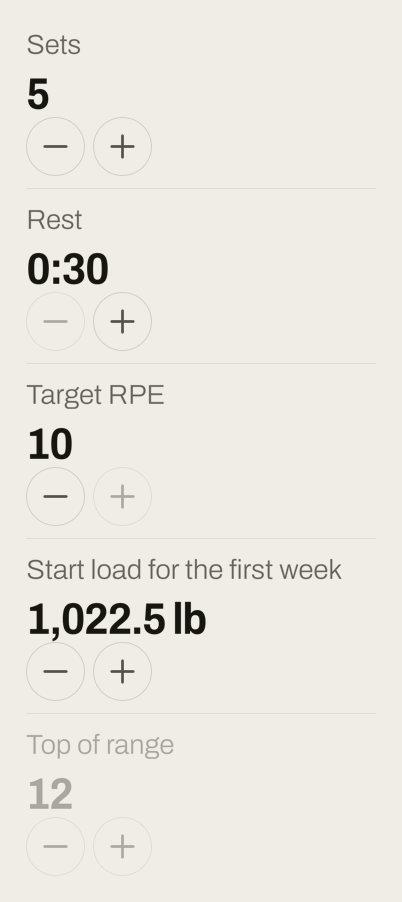 Sets
5
Rest
0:30
Target RPE
10
Start load for the first week
1,022.5 lb
Top of range
12